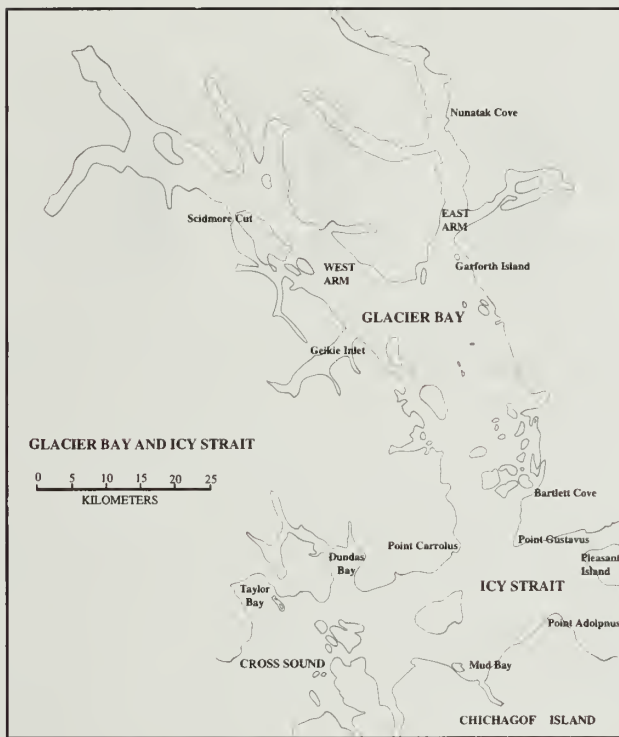 Nunatak Cove
Scidmore Cut
EAST
ARM
WEST
ARM
Garforth Island
GLACIER BAY
Geikie Inlet
GLACIER BAY AND ICY STRAIT
0 5 10 15 20 25
KILOMETERS
Bartlett Cove
Point Carrolus
Point Gustavus
Dundas
Bay
Pleasant
Island
Taylor
Bay
ICY STRAIT
Point Adolpnus
CROSS SOUND
Mud Bay
CHICHAGOF ISLAND